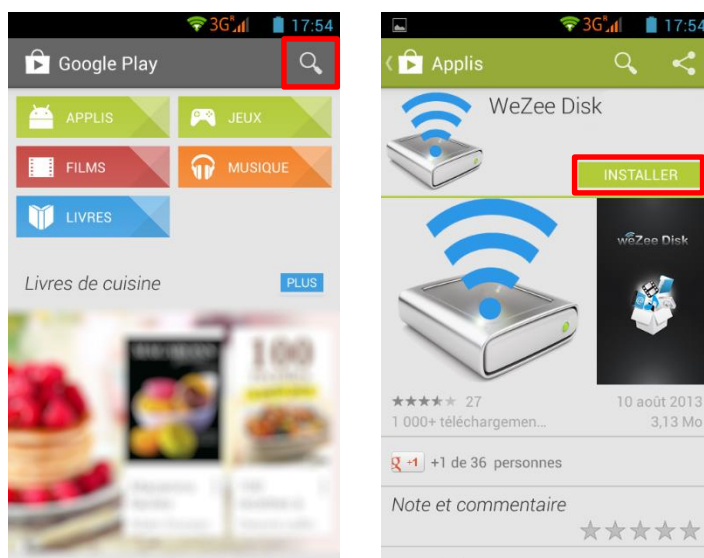 3G 17:54
Google Play
APPLIS
JEUX
FILMS
MUSIQUE
LIVRES
Livres de cuisine
PLUS
100
3G 17:54
Applis
WeZee Disk
INSTALLER
weZee Disk
27
10 août 2013
1 000+ téléchargemen...
3,13 Mo
g +1 +1 de 36 personnes
Note et commentaire